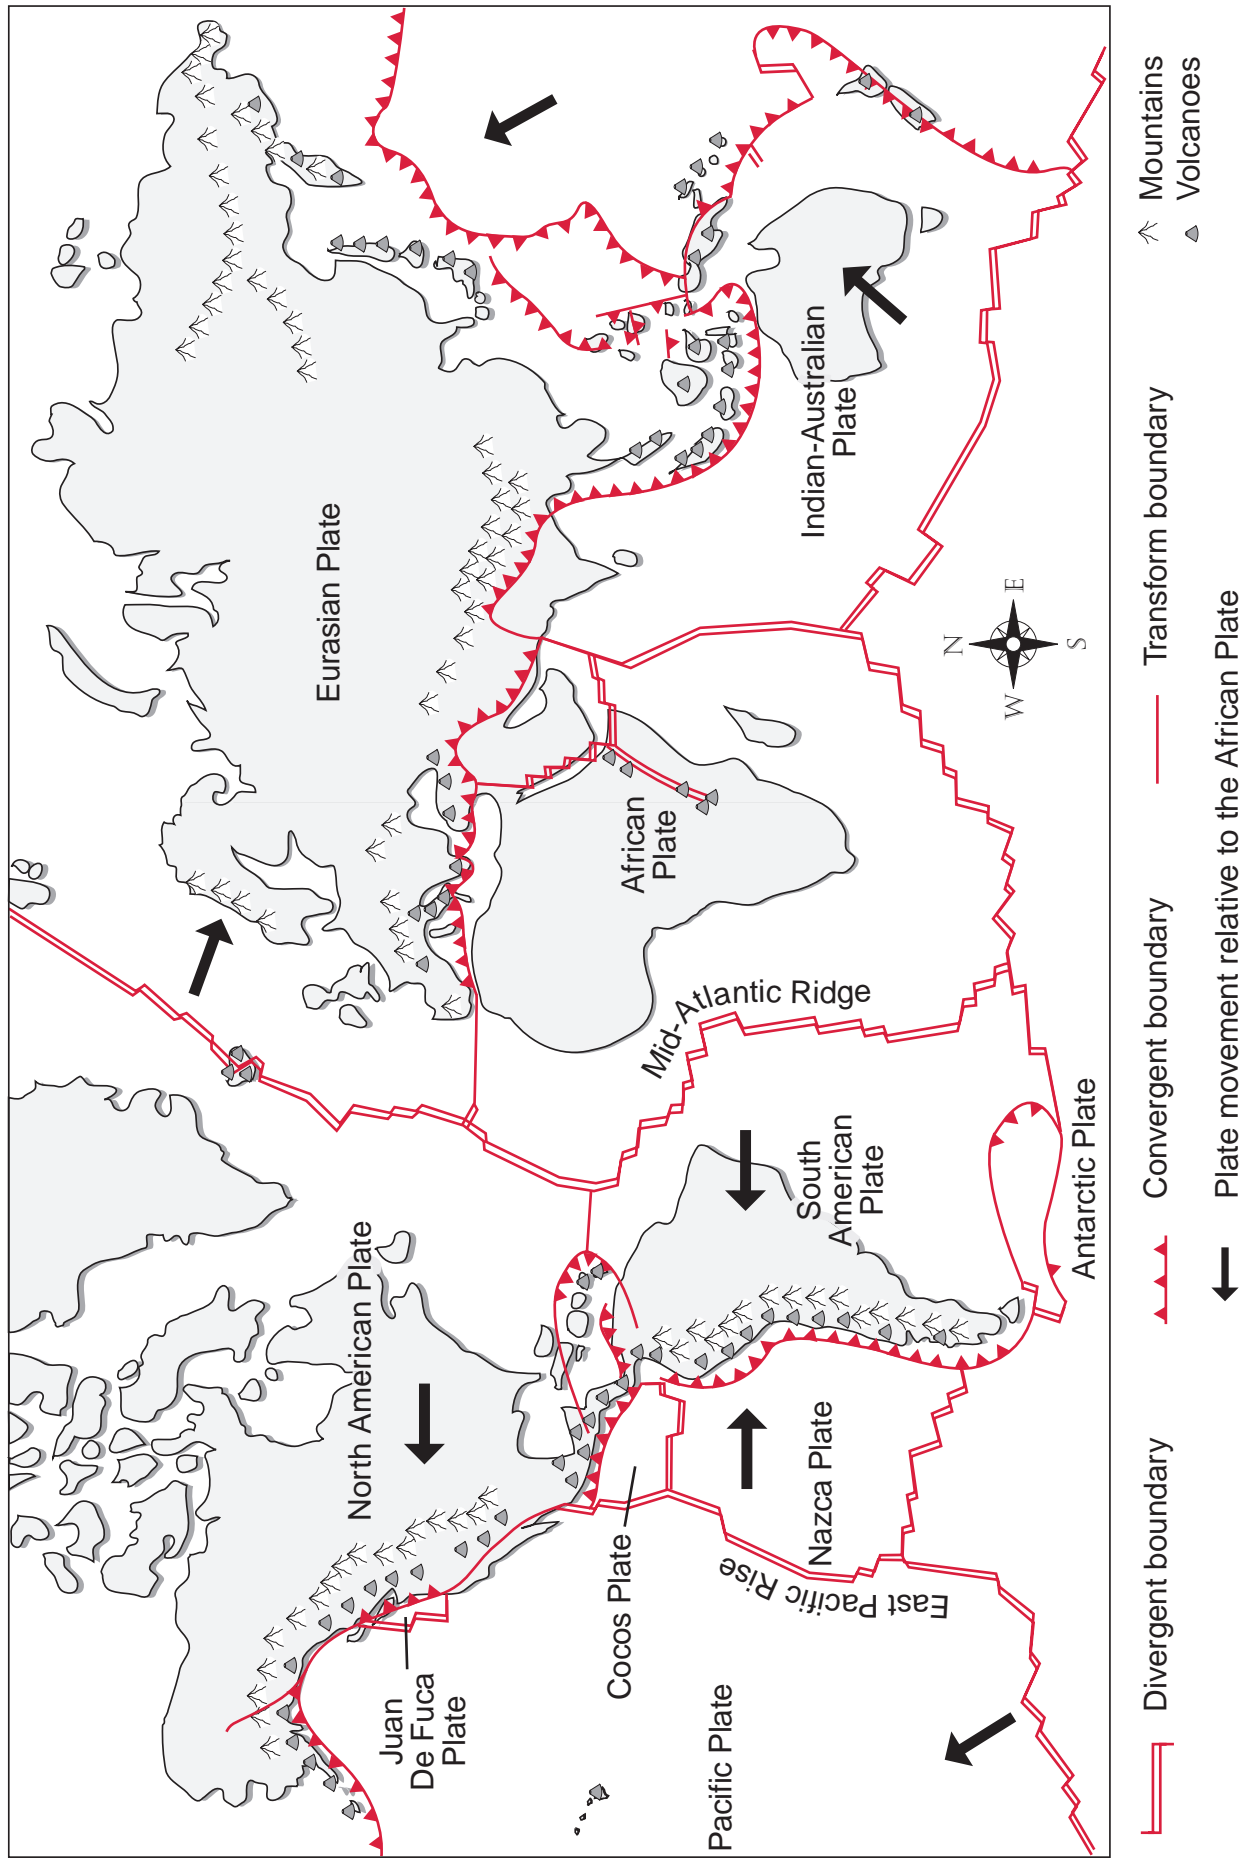 Eurasian Plate
North American Plate
Juan
De Fuca
Plate
Cocos Plate
Pacific Plate
East Pacific Rise
Nazca Plate
South
American
Plate
Mid-Atlantic Ridge
African
Plate
Indian-Australian
Plate
Antarctic Plate
N
W
E
S
Divergent boundary
Convergent boundary
Transform boundary
Mountains
Volcanoes
Plate movement relative to the African Plate